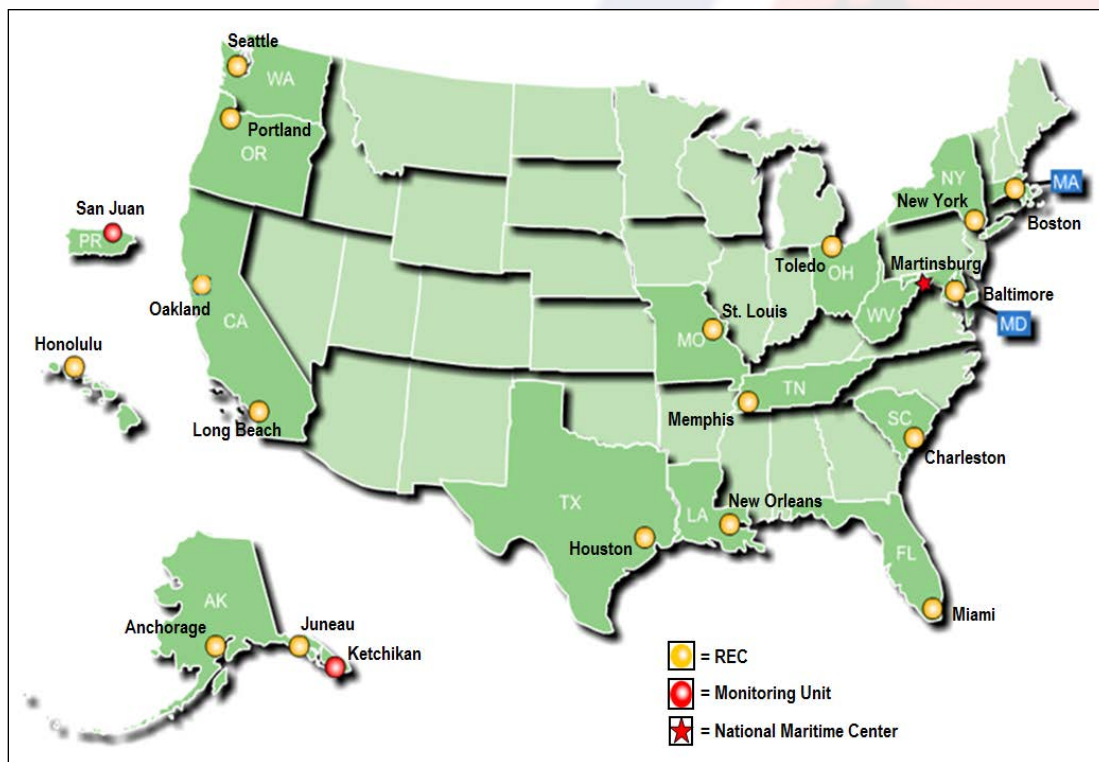 Seattle
WA
Portland
OR
NY
MA
New York
Boston
San Juan
PR
Toledo
OH
Martinsburg
Oakland
CA
St. Louis
MO
WV
Baltimore
MD
Honolulu
Long Beach
Memphis
TN
SC
Charleston
TX
LA
New Orleans
Houston
FL
Miami
AK
Anchorage
Juneau
Ketchikan
= REC
= Monitoring Unit
= National Maritime Center